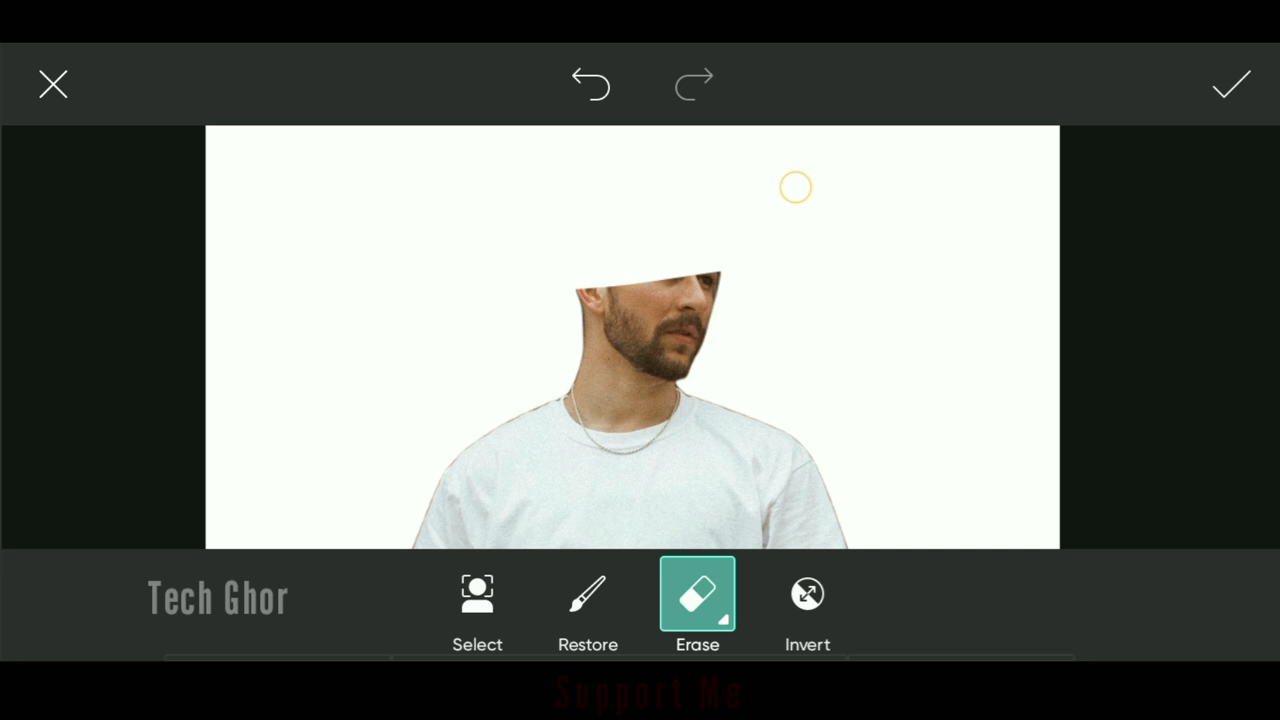 Tech Ghor
Select
Restore
Erase
Invert
Support Me